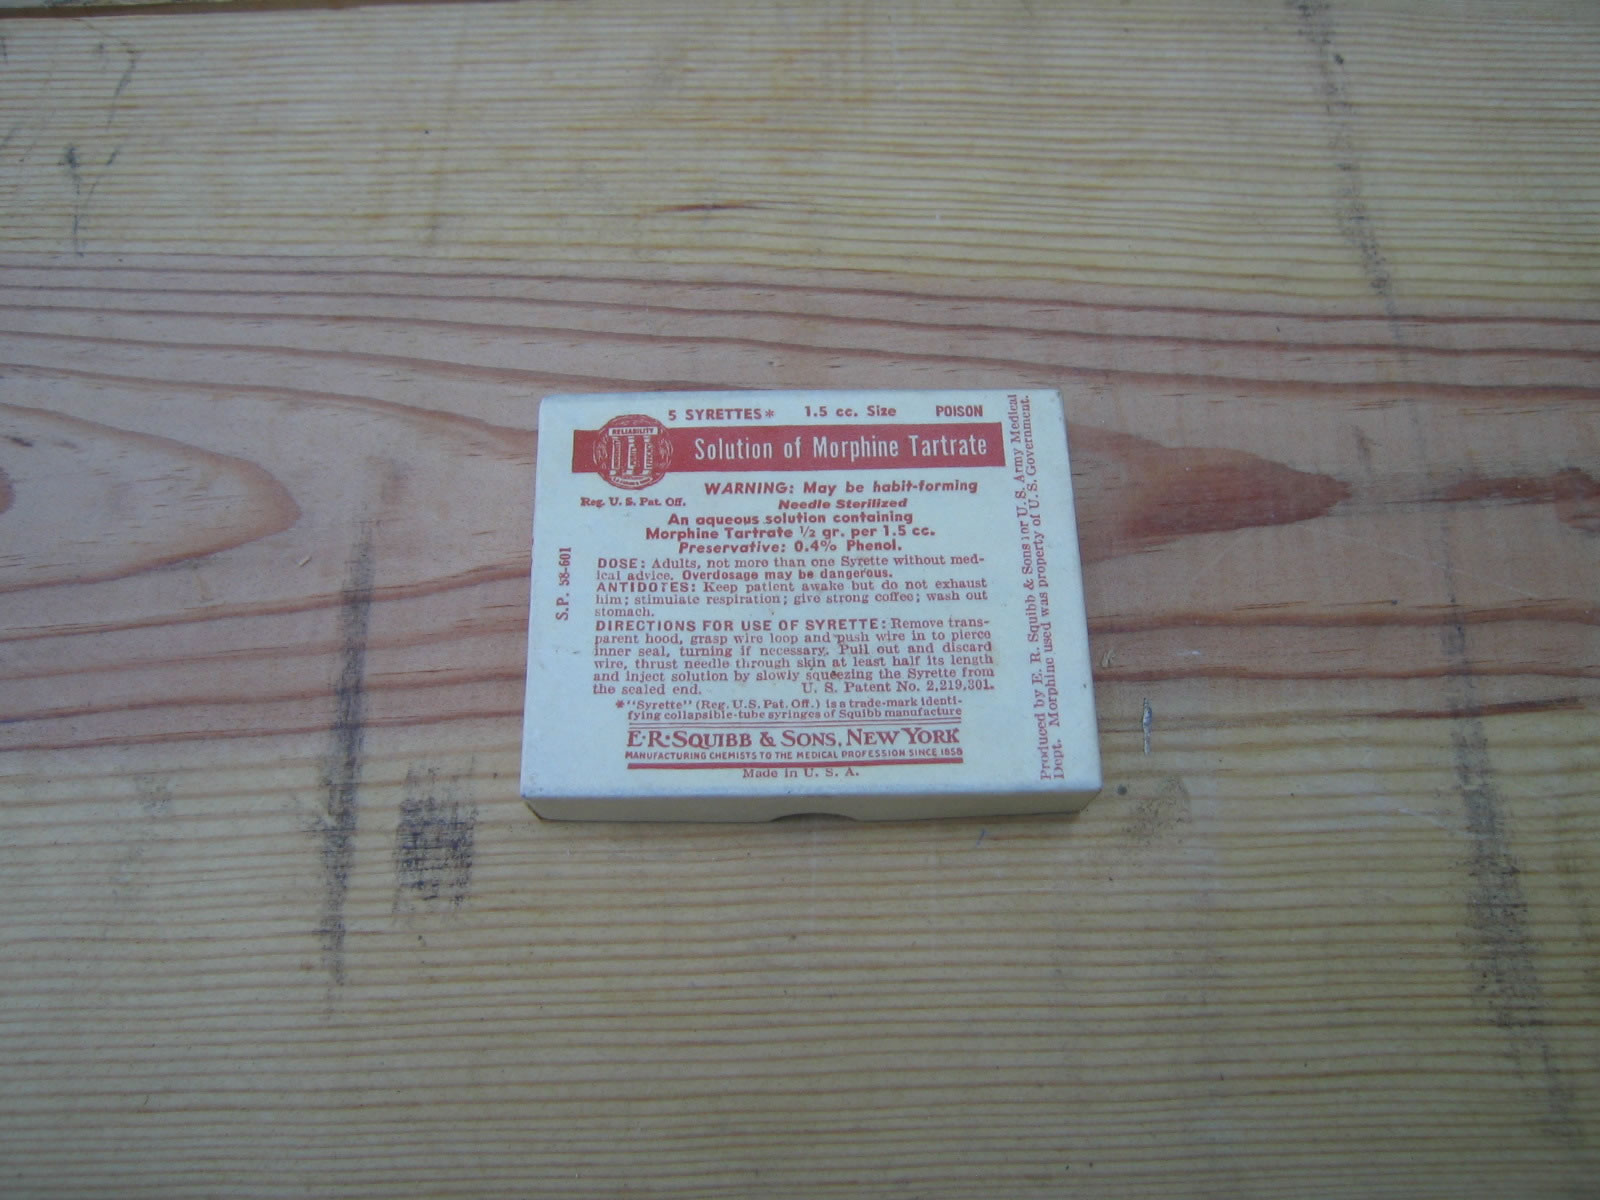 5 SYRETTES* 1.5 cc. Size POISON
RELIABILITY
Solution of Morphine Tartrate
WARNING: May be habit-forming
Reg. U. S. Pat. Off.
Needle Sterilized
An aqueous solution containing
Morphine Tartrate ½ gr. per 1.5 cc.
Preservative: 0.4% Phenol.
DOSE: Adults, not more than one Syrette without med-
ical advice. Overdosage may be dangerous.
ANTIDOTES: Keep patient awake but do not exhaust
him; stimulate respiration; give strong coffee; wash out
stomach.
DIRECTIONS FOR USE OF SYRETTE: Remove trans-
parent hood, grasp wire loop and push wire in to pierce
inner seal, turning if necessary. Pull out and discard
wire, thrust needle through skin at least half its length
and inject solution by slowly squeezing the Syrette from
the sealed end. U. S. Patent No. 2,219,301.
*"Syrette" (Reg. U.S. Pat. Off.) is a trade-mark identi-
fying collapsible-tube syringes of Squibb manufacture
E·R·SQUIBB & SONS, NEW YORK
MANUFACTURING CHEMISTS TO THE MEDICAL PROFESSION SINCE 1858
Made in U. S. A.
S.P. 58-601
Produced by E. R. Squibb & Sons for U. S. Army Medical
Dept. Morphine used was property of U. S. Government.